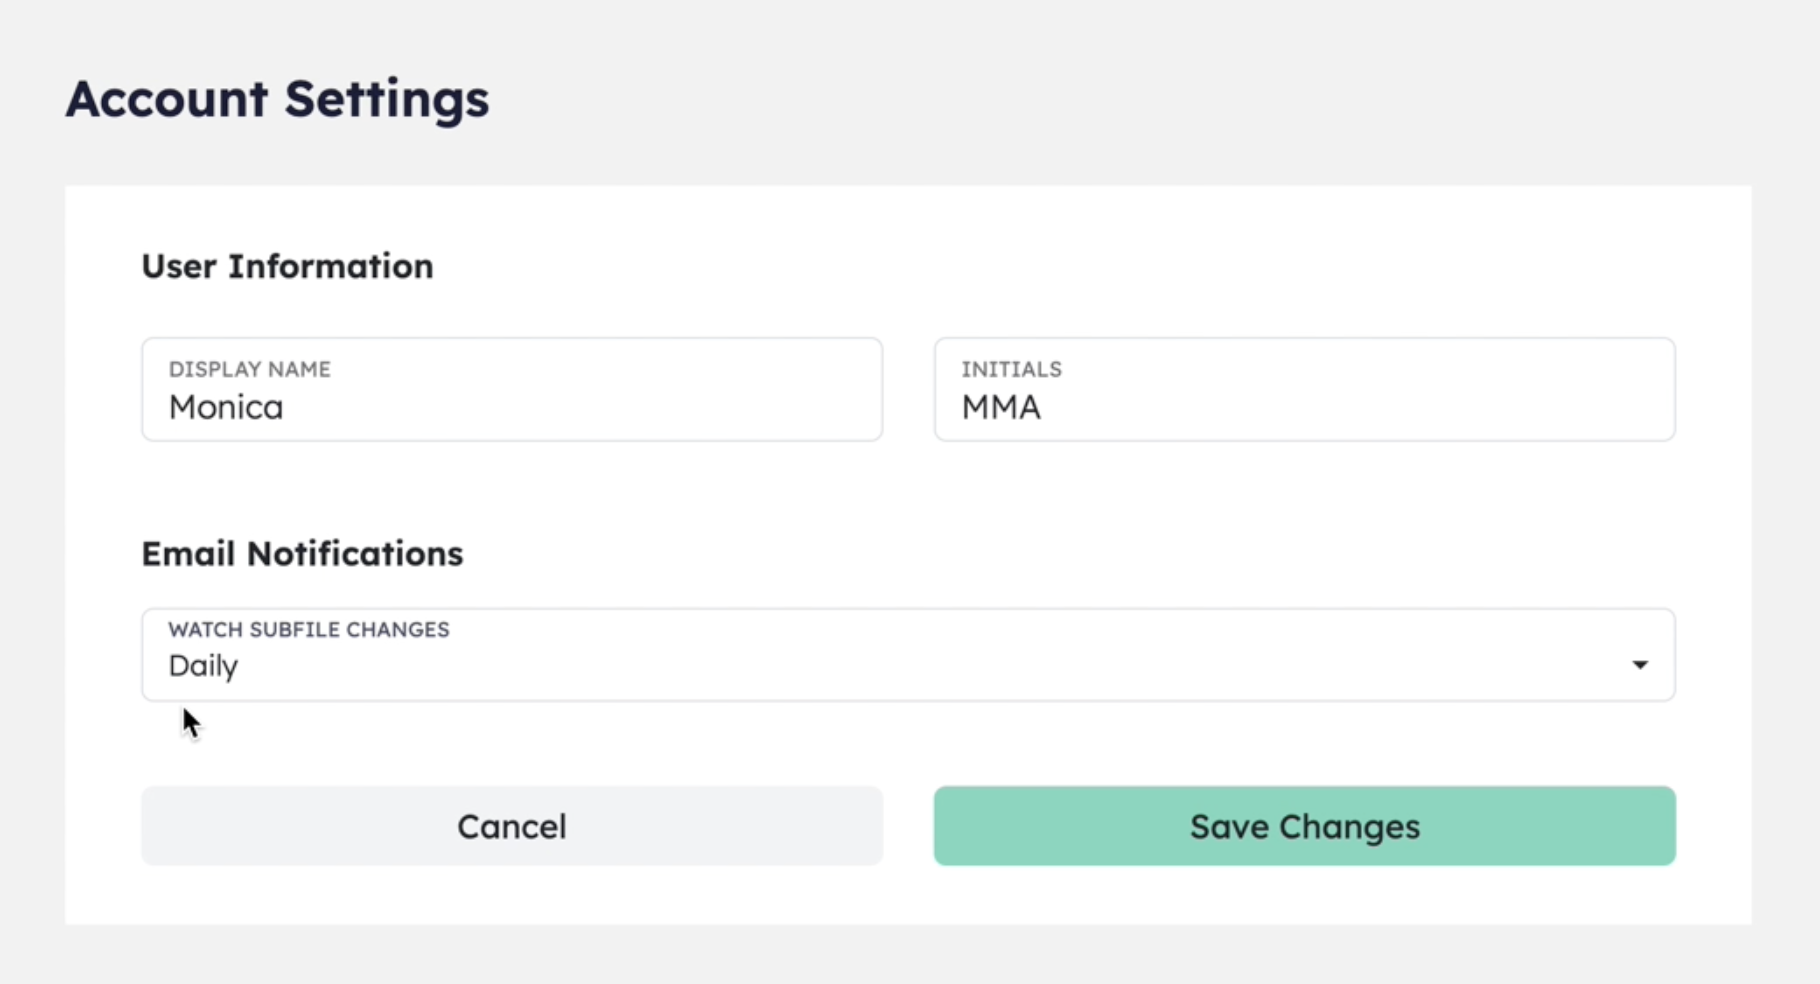 Account Settings
User Information
DISPLAY NAME
Monica
INITIALS
MMA
Email Notifications
WATCH SUBFILE CHANGES
Daily
Cancel
Save Changes